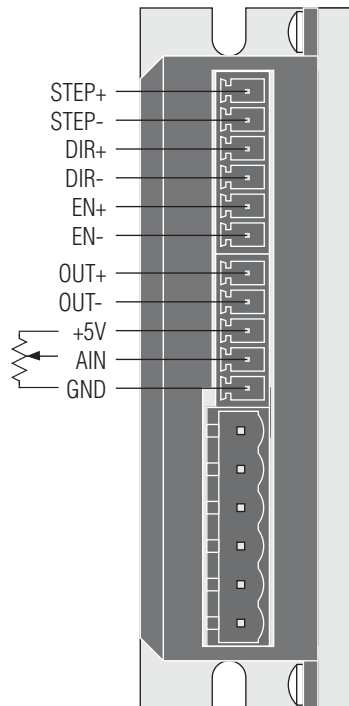 STEP+
STEP-
DIR+
DIR-
EN+
EN-
OUT+
OUT-
+5V
AIN
GND